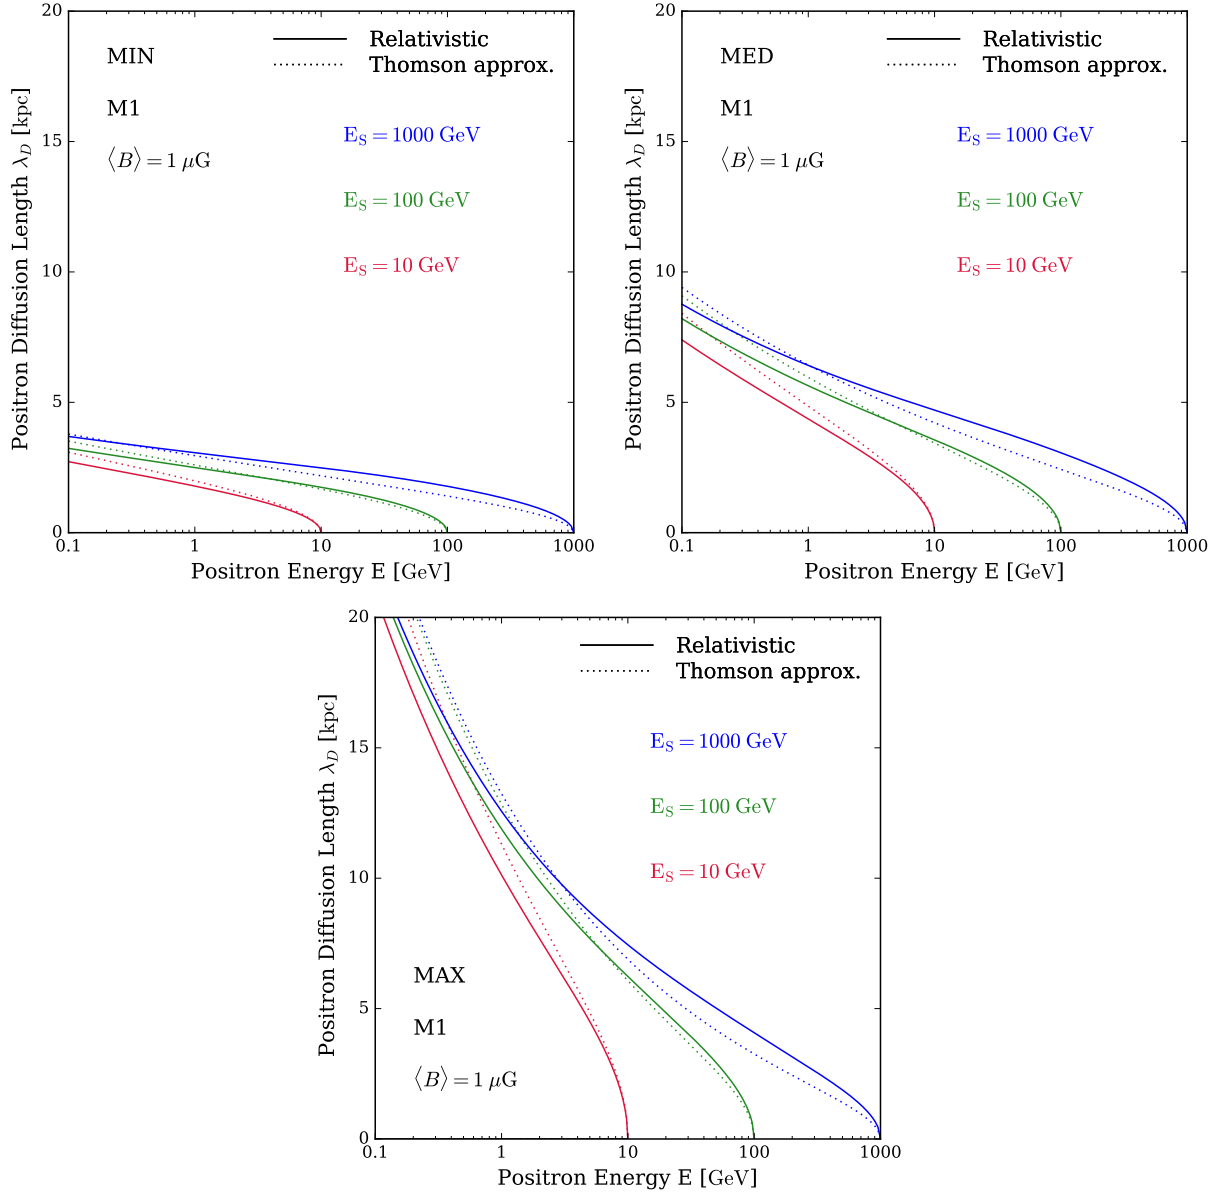 20
15
10
5
0
Positron Diffusion Length λ_D [kpc]
MIN
M1
⟨B⟩ = 1 μG
Relativistic
Thomson approx.
E_S = 1000 GeV
E_S = 100 GeV
E_S = 10 GeV
0.1 1 10 100 1000
Positron Energy E [GeV]
20
15
10
5
0
Positron Diffusion Length λ_D [kpc]
MED
M1
⟨B⟩ = 1 μG
Relativistic
Thomson approx.
E_S = 1000 GeV
E_S = 100 GeV
E_S = 10 GeV
0.1 1 10 100 1000
Positron Energy E [GeV]
20
15
10
5
0
Positron Diffusion Length λ_D [kpc]
Relativistic
Thomson approx.
E_S = 1000 GeV
E_S = 100 GeV
E_S = 10 GeV
MAX
M1
⟨B⟩ = 1 μG
0.1 1 10 100 1000
Positron Energy E [GeV]